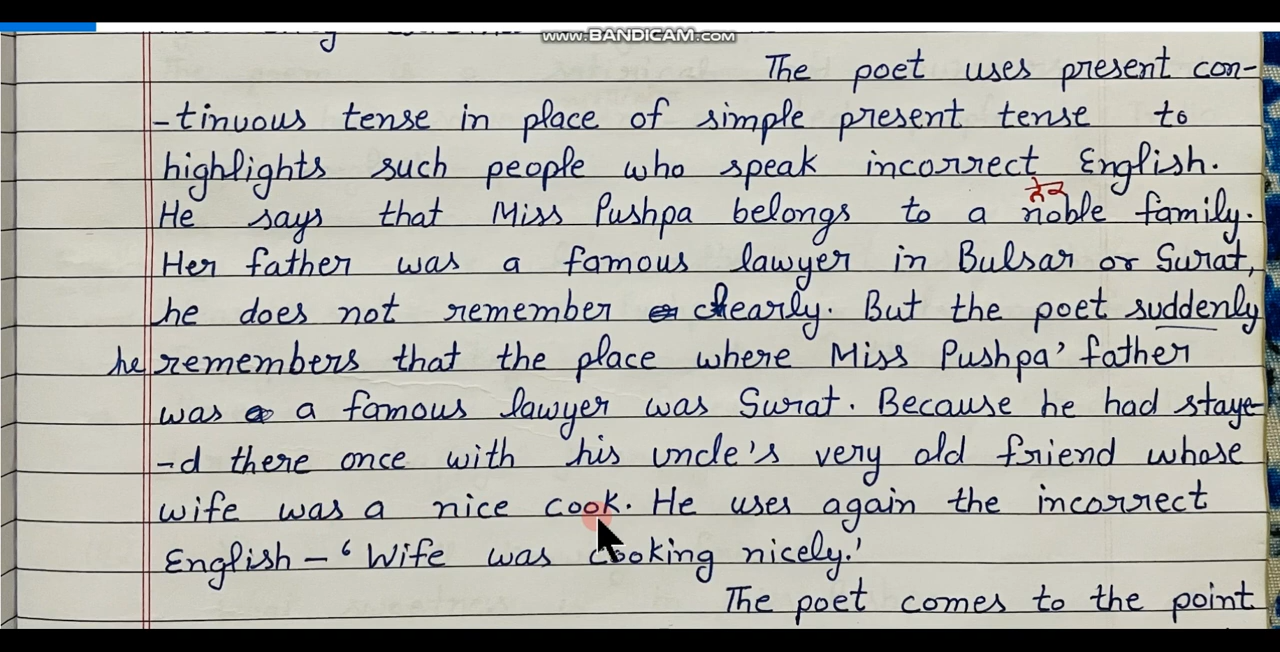 www.BANDICAM.com
The poet uses present con-
-tinuous tense in place of simple present tense to
highlights such people who speak incorrect English.
He says that Miss Pushpa belongs to a noble family.
Her father was a famous lawyer in Bulsar or Surat,
he does not remember clearly. But the poet suddenly
he remembers that the place where Miss Pushpa' father
was a famous lawyer was Surat. Because he had staye-
-d there once with his uncle's very old friend whose
wife was a nice cook. He uses again the incorrect
English - 'Wife was cooking nicely.'
The poet comes to the point